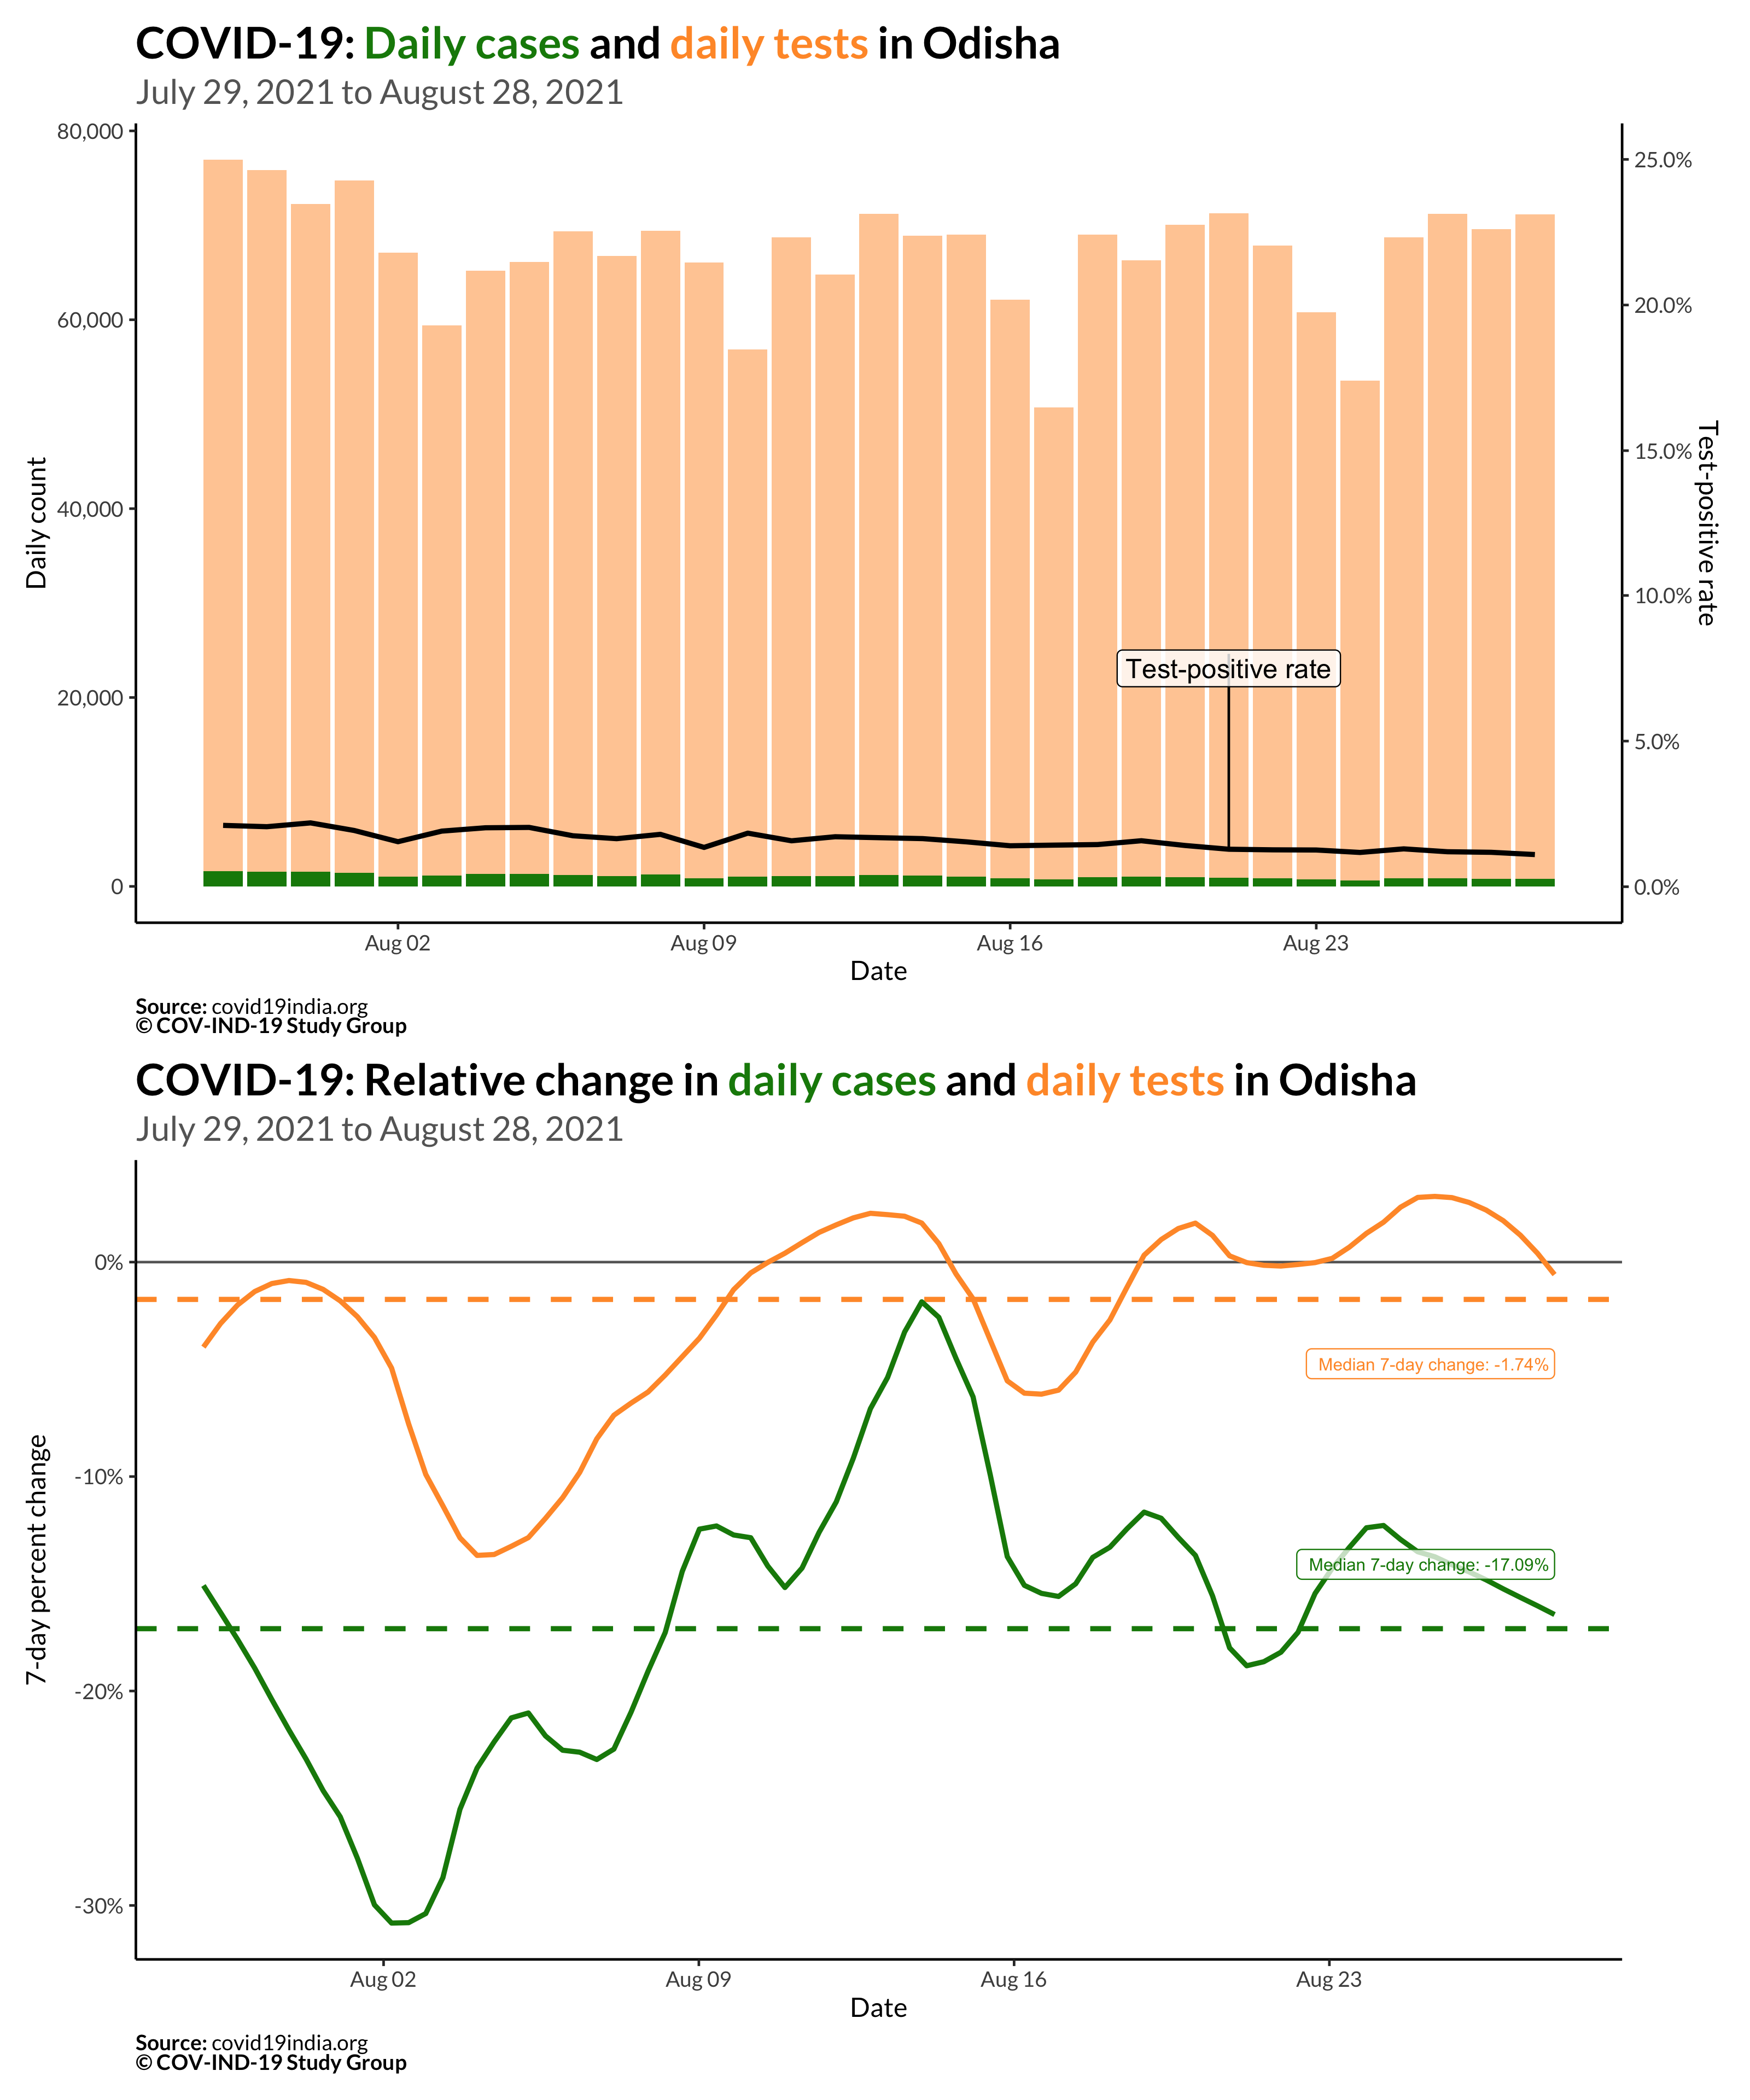 COVID-19: Daily cases and daily tests in Odisha
July 29, 2021 to August 28, 2021
80,000
60,000
40,000
20,000
0
Daily count
25.0%
20.0%
15.0%
10.0%
5.0%
0.0%
Test-positive rate
Test-positive rate
Aug 02
Aug 09
Aug 16
Aug 23
Date
Source: covid19india.org
© COV-IND-19 Study Group
COVID-19: Relative change in daily cases and daily tests in Odisha
July 29, 2021 to August 28, 2021
0%
-10%
-20%
-30%
7-day percent change
Median 7-day change: -1.74%
Median 7-day change: -17.09%
Aug 02
Aug 09
Aug 16
Aug 23
Date
Source: covid19india.org
© COV-IND-19 Study Group